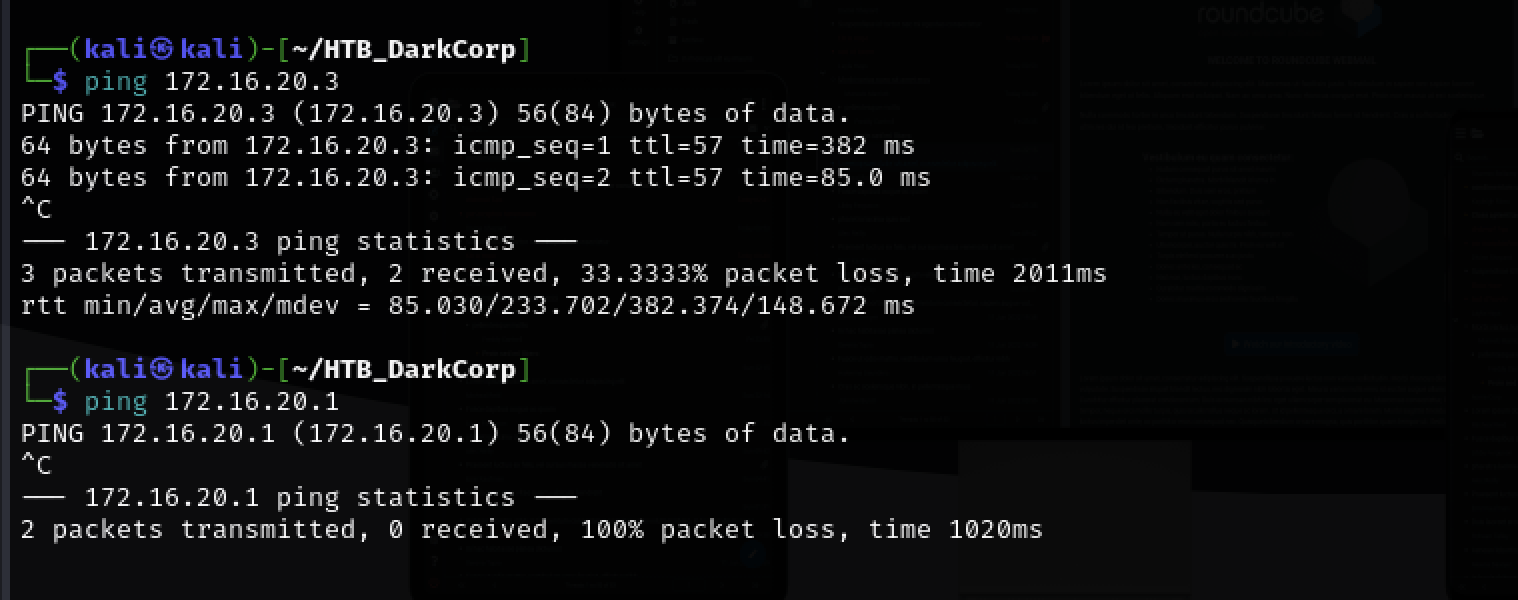 roundcube
WELCOME TO ROUNDCUBE WEBMAIL
┌──(kali㉿kali)-[~/HTB_DarkCorp]
└─$ ping 172.16.20.3
PING 172.16.20.3 (172.16.20.3) 56(84) bytes of data.
64 bytes from 172.16.20.3: icmp_seq=1 ttl=57 time=382 ms
64 bytes from 172.16.20.3: icmp_seq=2 ttl=57 time=85.0 ms
^C
─── 172.16.20.3 ping statistics ───
3 packets transmitted, 2 received, 33.3333% packet loss, time 2011ms
rtt min/avg/max/mdev = 85.030/233.702/382.374/148.672 ms
┌──(kali㉿kali)-[~/HTB_DarkCorp]
└─$ ping 172.16.20.1
PING 172.16.20.1 (172.16.20.1) 56(84) bytes of data.
^C
─── 172.16.20.1 ping statistics ───
2 packets transmitted, 0 received, 100% packet loss, time 1020ms